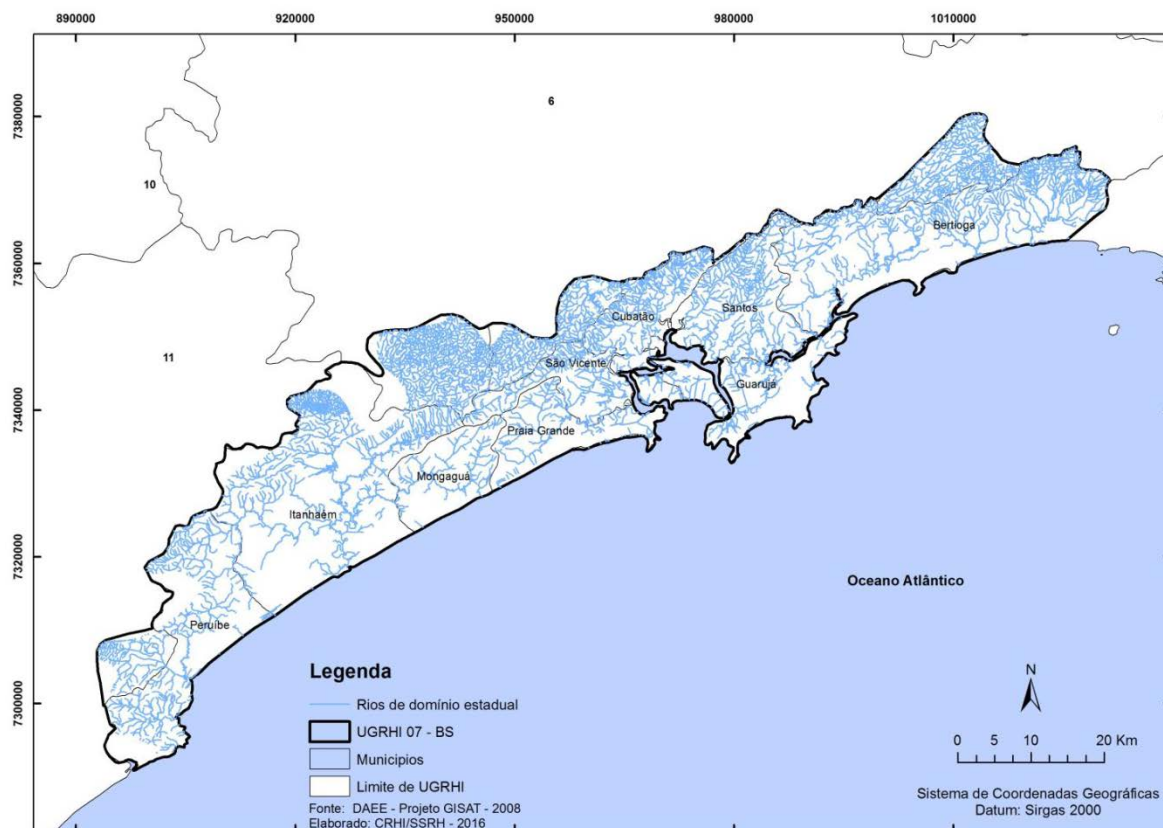 890000
920000
950000
980000
1010000
7380000
6
10
Bertioga
7360000
Santos
Cubatão
11
São Vicente
Guarujá
7340000
Praia Grande
Mongaguá
Itanhaém
7320000
Oceano Atlântico
Peruíbe
Legenda
N
7300000
Rios de domínio estadual
UGRHI 07 - BS
0 5 10 20 Km
Municipios
Limite de UGRHI
Sistema de Coordenadas Geográficas
Fonte: DAEE - Projeto GISAT - 2008
Datum: Sirgas 2000
Elaborado: CRHI/SSRH - 2016